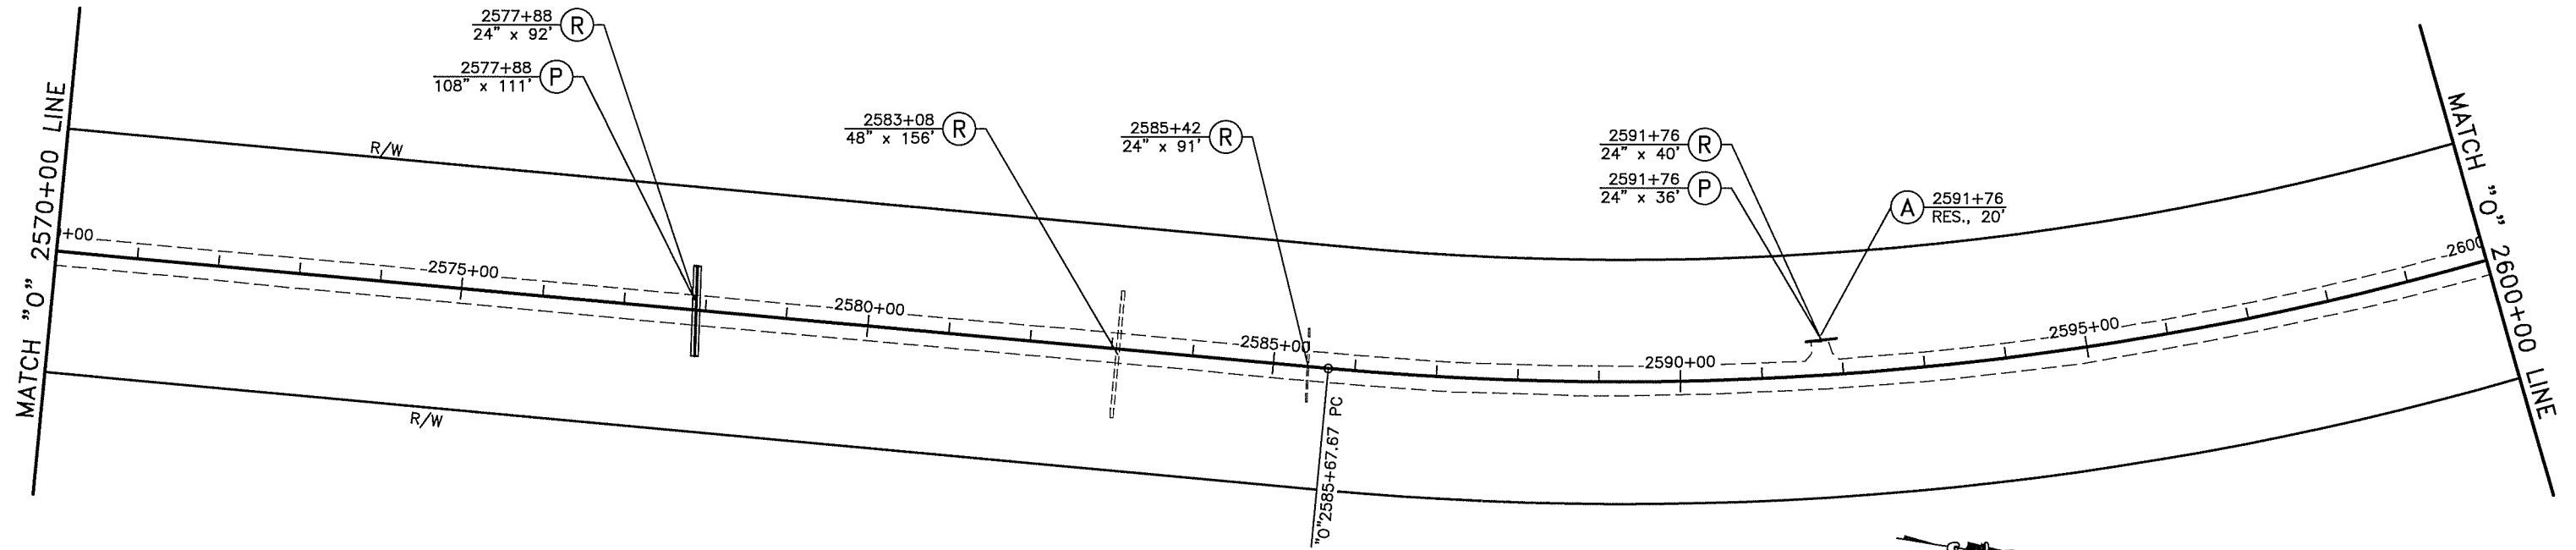 2577+88
24" x 92'
R
2577+88
108" x 111'
P
2583+08
48" x 156'
R
2585+42
24" x 91'
R
2591+76
24" x 40'
R
2591+76
24" x 36'
P
A
2591+76
RES., 20'
MATCH "O" 2570+00 LINE
R/W
+00
2575+00
2580+00
2585+00
2590+00
2595+00
2600
R/W
"O"2585+67.67 PC
MATCH "O" 2600+00 LINE